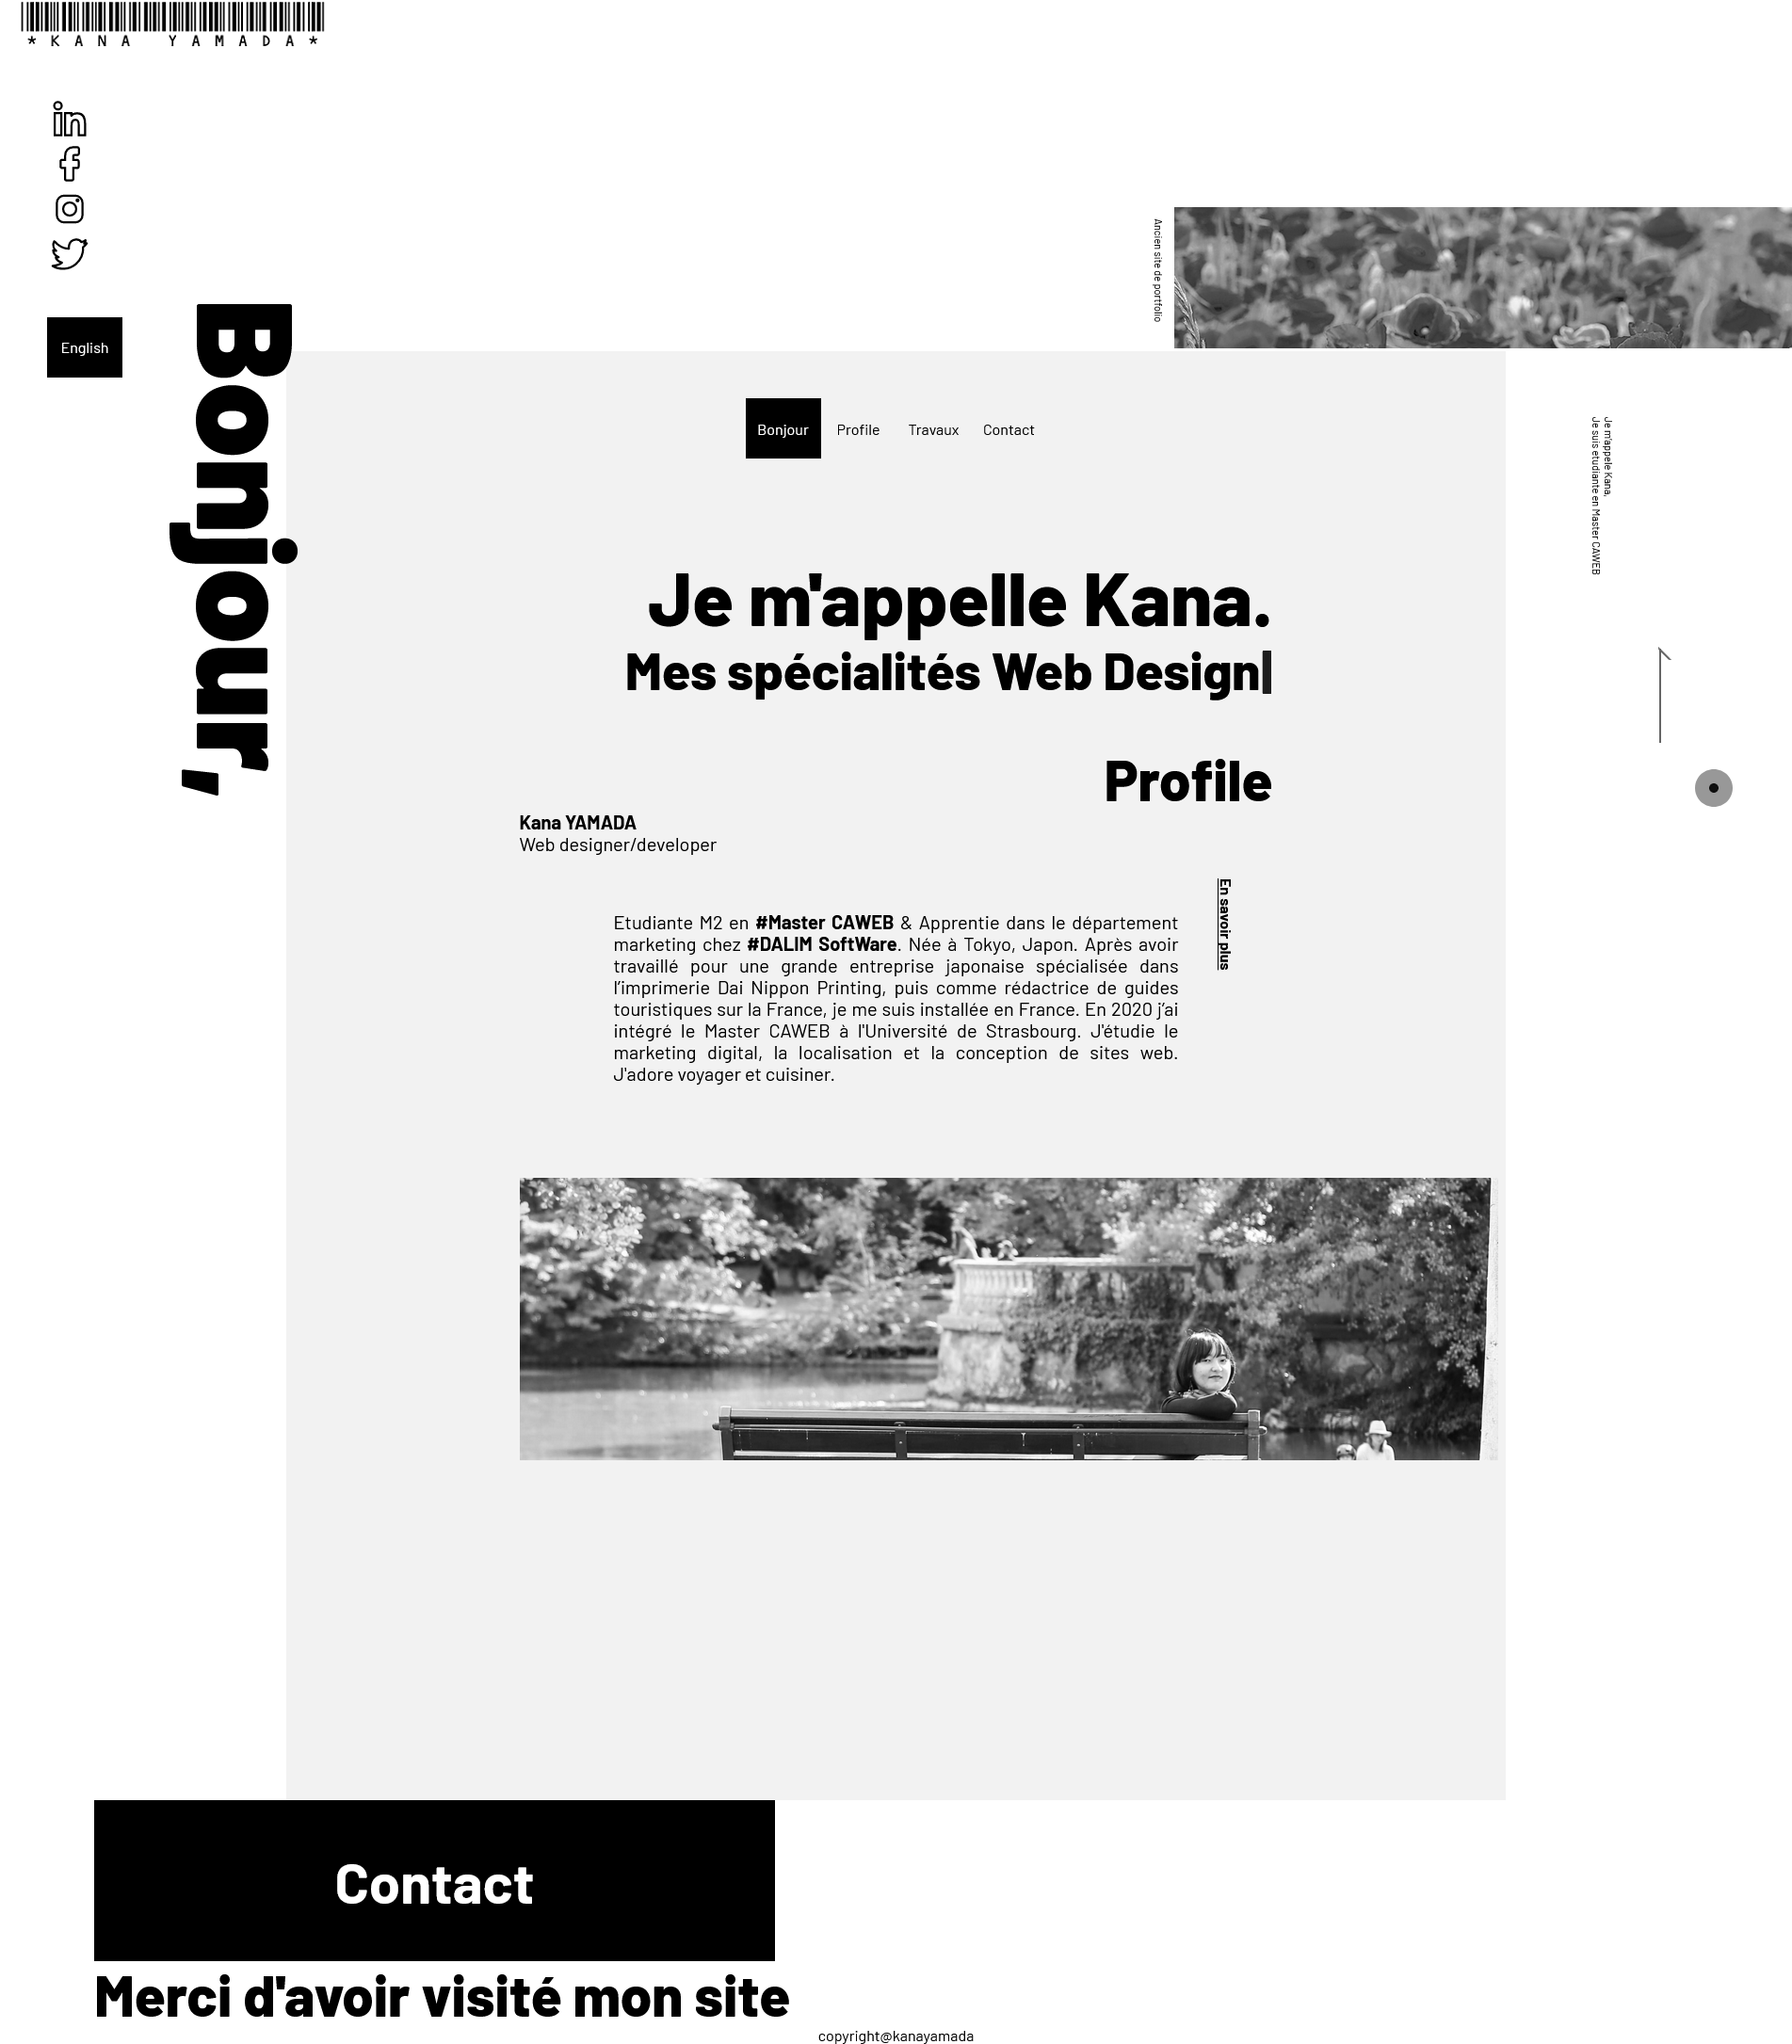 *KANA YAMADA*
English
Bonjour,
Ancien site de portfolio
Bonjour
Profile
Travaux
Contact
Je m'appele Kana,
Je suis etudiante en Master CAWEB
Je m'appelle Kana.
Mes spécialités Web Design
Profile
Kana YAMADA
Web designer/developer
En savoir plus
Etudiante M2 en #Master CAWEB & Apprentie dans le département
marketing chez #DALIM SoftWare. Née à Tokyo, Japon. Après avoir
travaillé pour une grande entreprise japonaise spécialisée dans
l’imprimerie Dai Nippon Printing, puis comme rédactrice de guides
touristiques sur la France, je me suis installée en France. En 2020 j’ai
intégré le Master CAWEB à l'Université de Strasbourg. J'étudie le
marketing digital, la localisation et la conception de sites web.
J'adore voyager et cuisiner.
Contact
Merci d'avoir visité mon site
copyright@kanayamada